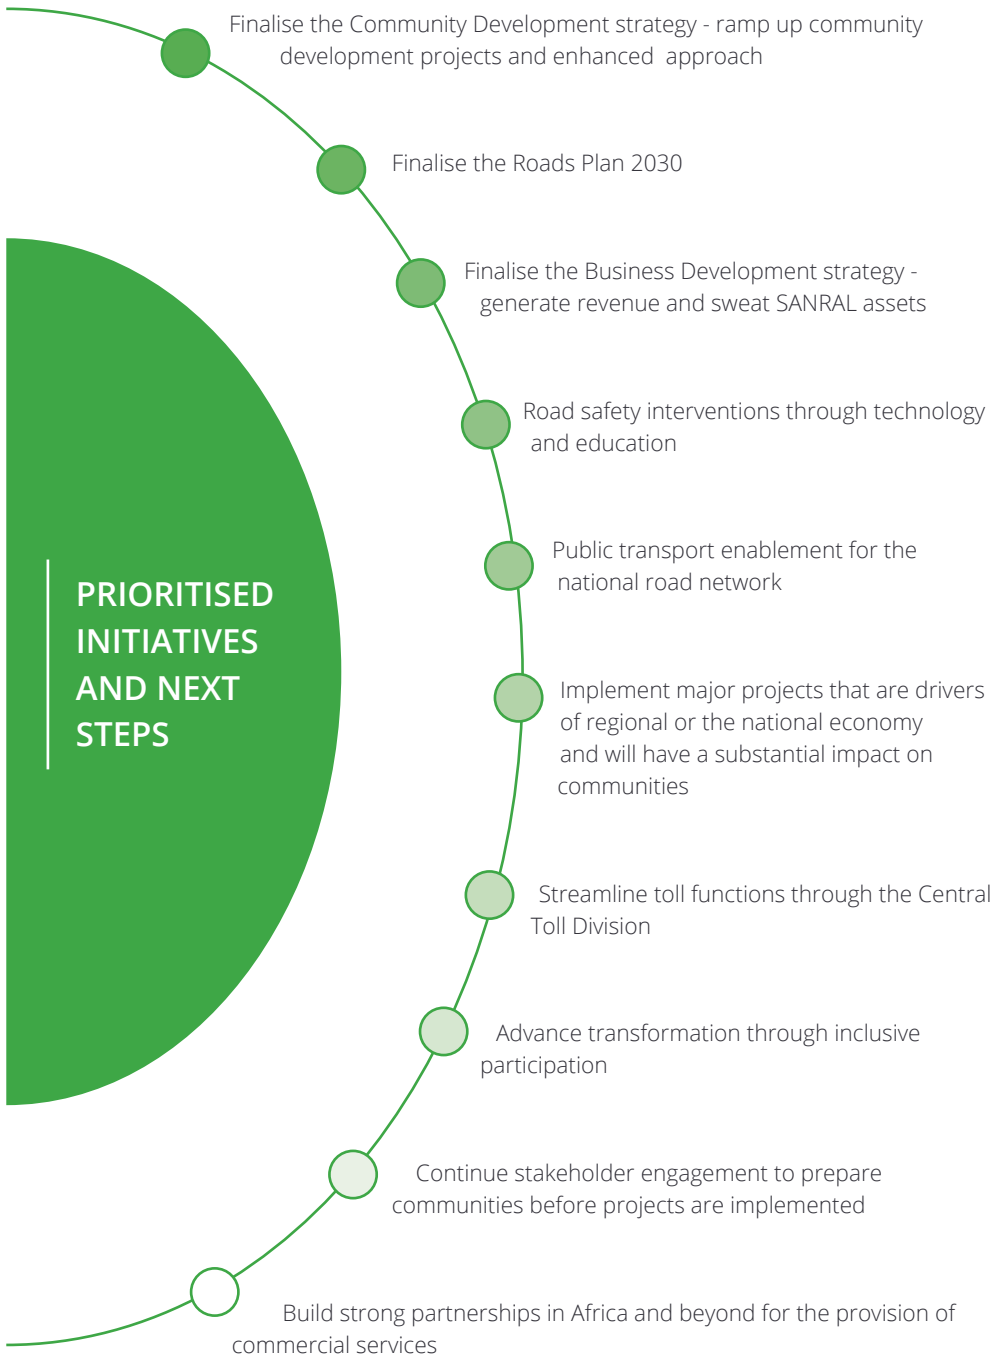 Finalise the Community Development strategy - ramp up community
development projects and enhanced approach
Finalise the Roads Plan 2030
Finalise the Business Development strategy -
generate revenue and sweat SANRAL assets
Road safety interventions through technology
and education
Public transport enablement for the
national road network
PRIORITISED
INITIATIVES
AND NEXT
STEPS
Implement major projects that are drivers
of regional or the national economy
and will have a substantial impact on
communities
Streamline toll functions through the Central
Toll Division
Advance transformation through inclusive
participation
Continue stakeholder engagement to prepare
communities before projects are implemented
Build strong partnerships in Africa and beyond for the provision of
commercial services